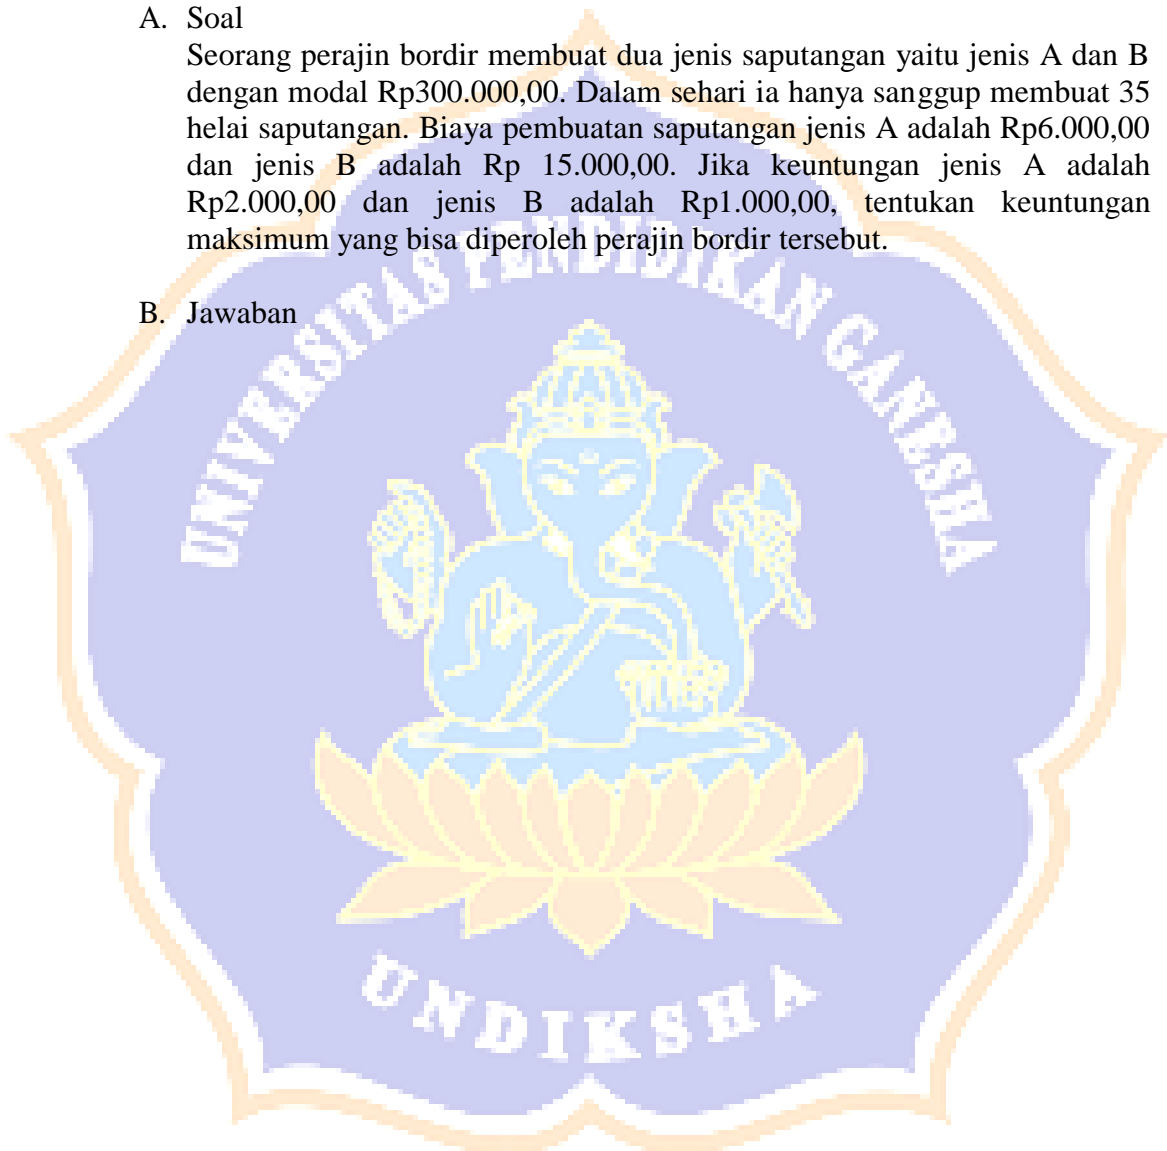 A. Soal
Seorang perajin bordir membuat dua jenis saputangan yaitu jenis A dan B
dengan modal Rp300.000,00. Dalam sehari ia hanya sanggup membuat 35
helai saputangan. Biaya pembuatan saputangan jenis A adalah Rp6.000,00
dan jenis B adalah Rp 15.000,00. Jika keuntungan jenis A adalah
Rp2.000,00 dan jenis B adalah Rp1.000,00, tentukan keuntungan
maksimum yang bisa diperoleh perajin bordir tersebut.
B. Jawaban
UNIVERSITAS PENDIDIKAN GANESHA
UNDIKSHA